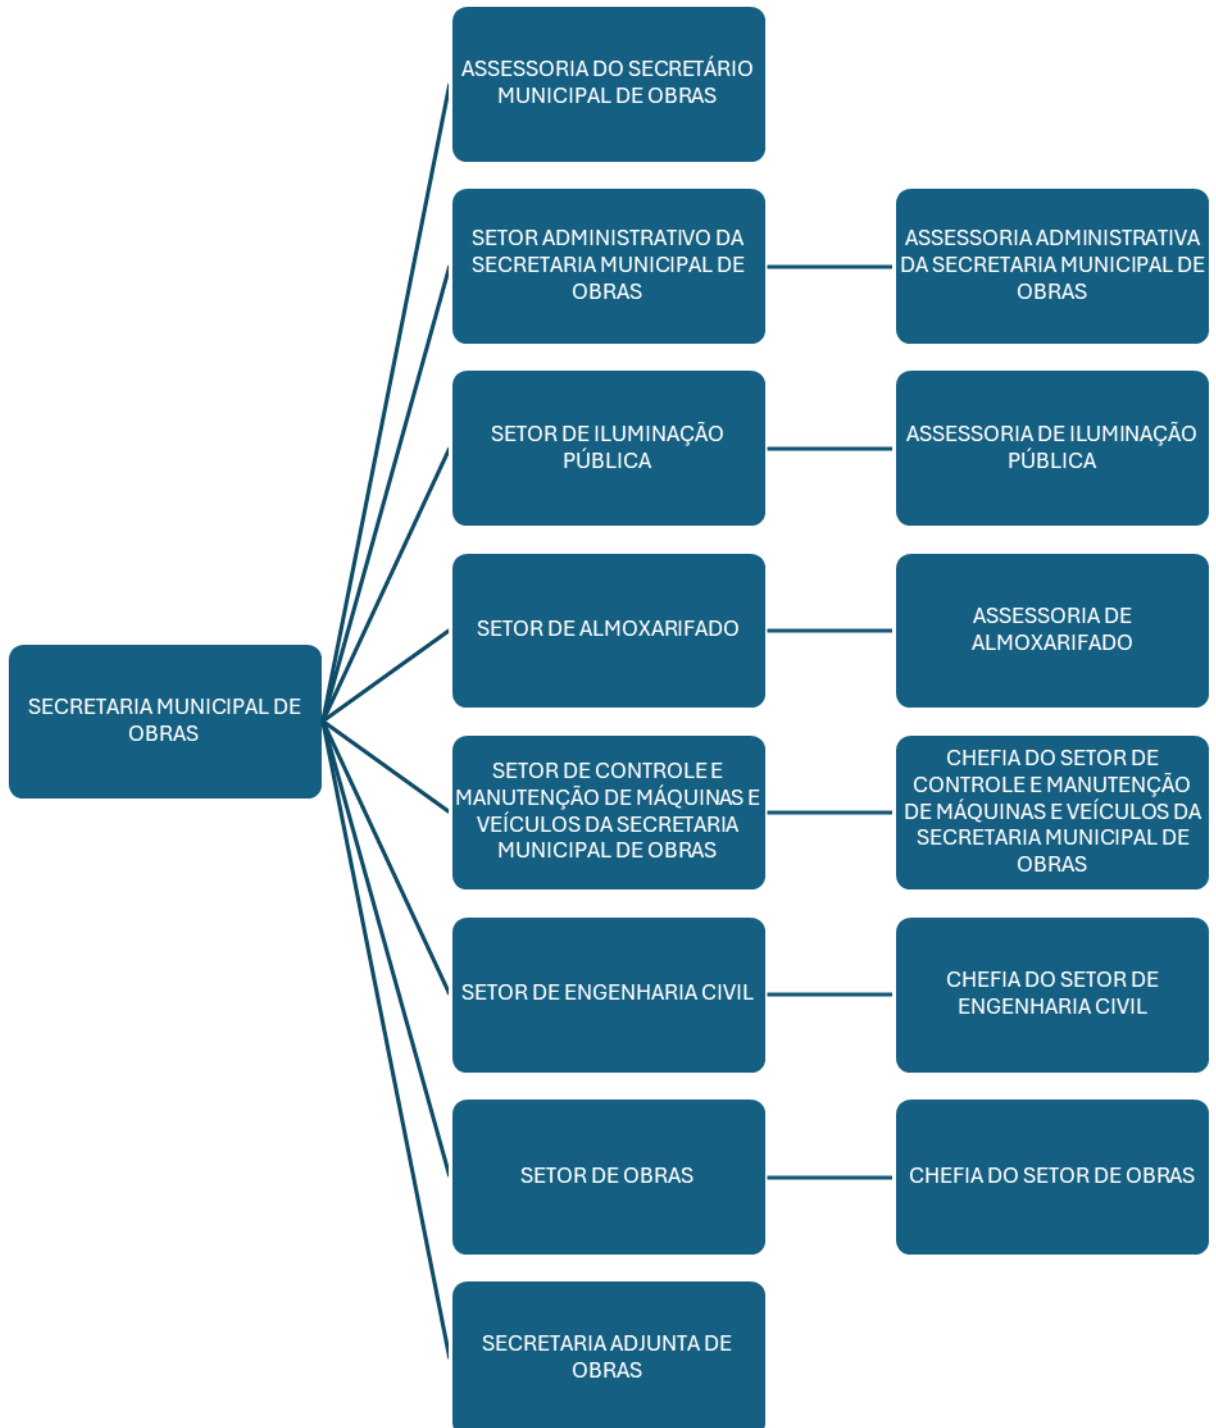 ASSESSORIA DO SECRETÁRIO
MUNICIPAL DE OBRAS
SETOR ADMINISTRATIVO DA
SECRETARIA MUNICIPAL DE
OBRAS
ASSESSORIA ADMINISTRATIVA
DA SECRETARIA MUNICIPAL DE
OBRAS
SETOR DE ILUMINAÇÃO
PÚBLICA
ASSESSORIA DE ILUMINAÇÃO
PÚBLICA
SETOR DE ALMOXARIFADO
ASSESSORIA DE
ALMOXARIFADO
SECRETARIA MUNICIPAL DE
OBRAS
SETOR DE CONTROLE E
MANUTENÇÃO DE MÁQUINAS E
VEÍCULOS DA SECRETARIA
MUNICIPAL DE OBRAS
CHEFIA DO SETOR DE
CONTROLE E MANUTENÇÃO
DE MÁQUINAS E VEÍCULOS DA
SECRETARIA MUNICIPAL DE
OBRAS
SETOR DE ENGENHARIA CIVIL
CHEFIA DO SETOR DE
ENGENHARIA CIVIL
SETOR DE OBRAS
CHEFIA DO SETOR DE OBRAS
SECRETARIA ADJUNTA DE
OBRAS